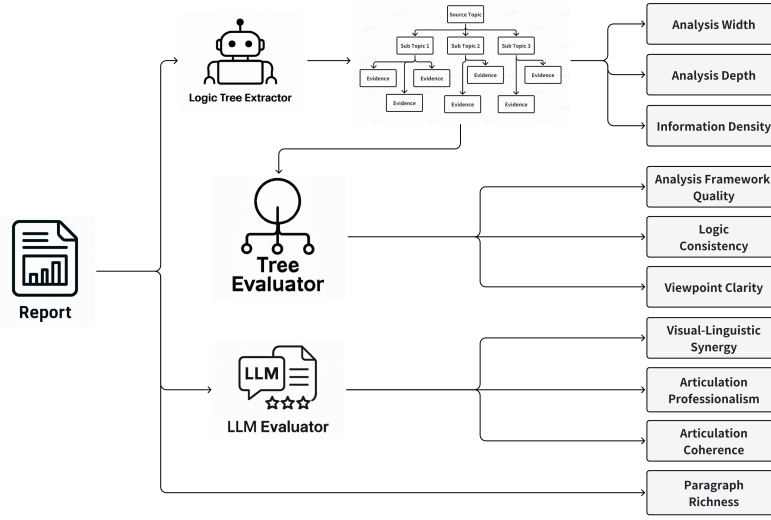 Source Topic
Sub Topic 1
Sub Topic 2
Sub Topic 3
Evidence
Evidence
Evidence
Evidence
Evidence
Evidence
Evidence
Logic Tree Extractor
Analysis Width
Analysis Depth
Information Density
Tree
Evaluator
Analysis Framework
Quality
Logic
Consistency
Viewpoint Clarity
Report
LLM
LLM Evaluator
Visual-Linguistic
Synergy
Articulation
Professionalism
Articulation
Coherence
Paragraph
Richness